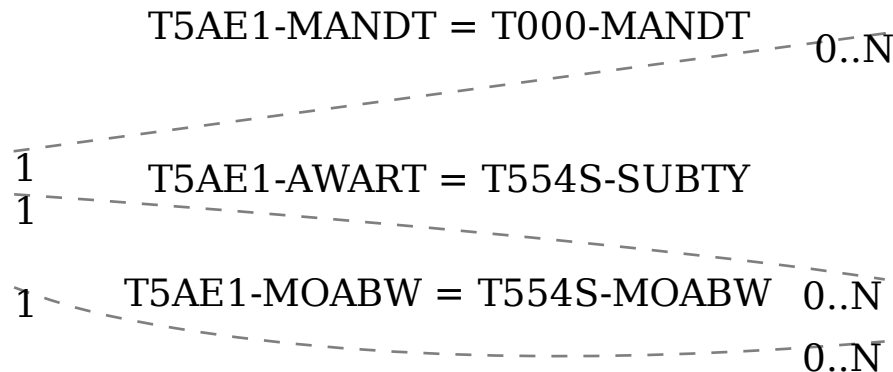 T5AE1-MANDT = T000-MANDT
0..N
1
T5AE1-AWART = T554S-SUBTY
1
1
T5AE1-MOABW = T554S-MOABW
0..N
0..N